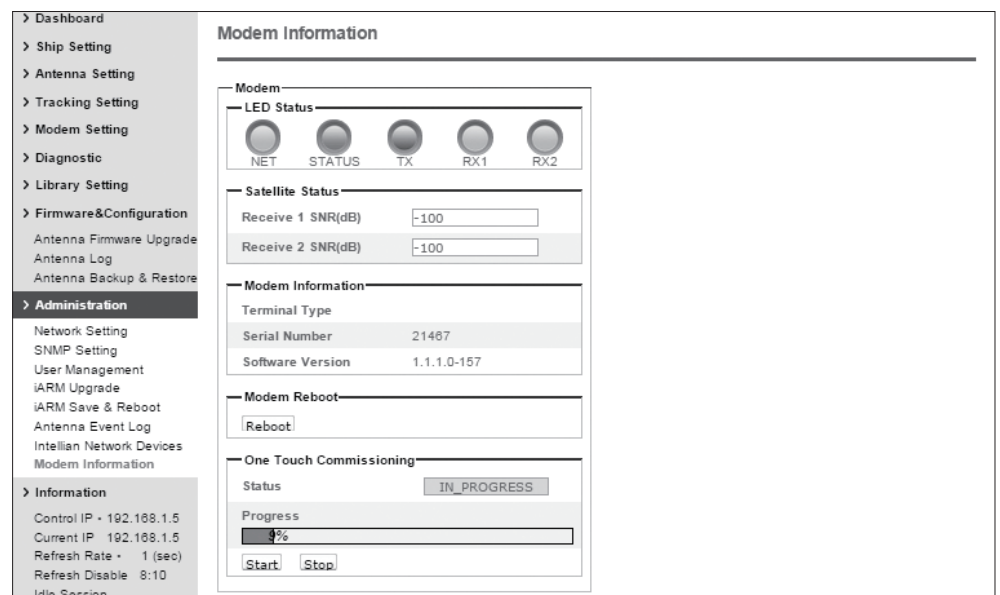 > Dashboard
> Ship Setting
> Antenna Setting
> Tracking Setting
> Modem Setting
> Diagnostic
> Library Setting
> Firmware&Configuration
Antenna Firmware Upgrade
Antenna Log
Antenna Backup & Restore
> Administration
Network Setting
SNMP Setting
User Management
iARM Upgrade
iARM Save & Reboot
Antenna Event Log
Intellian Network Devices
Modem Information
> Information
Control IP • 192.168.1.5
Current IP 192.168.1.5
Refresh Rate • 1 (sec)
Refresh Disable 8:10
Idle Session
Modem Information
Modem
LED Status
NET STATUS TX RX1 RX2
Satellite Status
Receive 1 SNR(dB) -100
Receive 2 SNR(dB) -100
Modem Information
Terminal Type
Serial Number 21467
Software Version 1.1.1.0-157
Modem Reboot
Reboot
One Touch Commissioning
Status IN_PROGRESS
Progress
9%
Start Stop